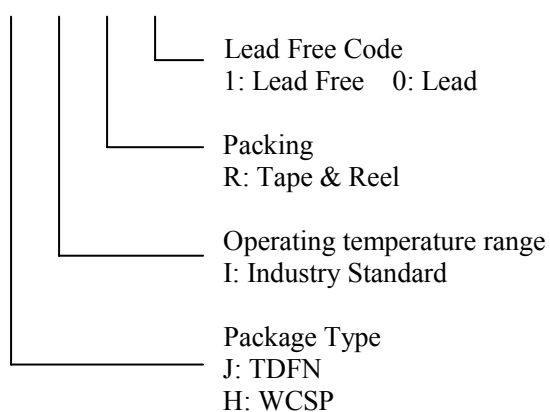 Lead Free Code
1: Lead Free 0: Lead
Packing
R: Tape & Reel
Operating temperature range
I: Industry Standard
Package Type
J: TDFN
H: WCSP